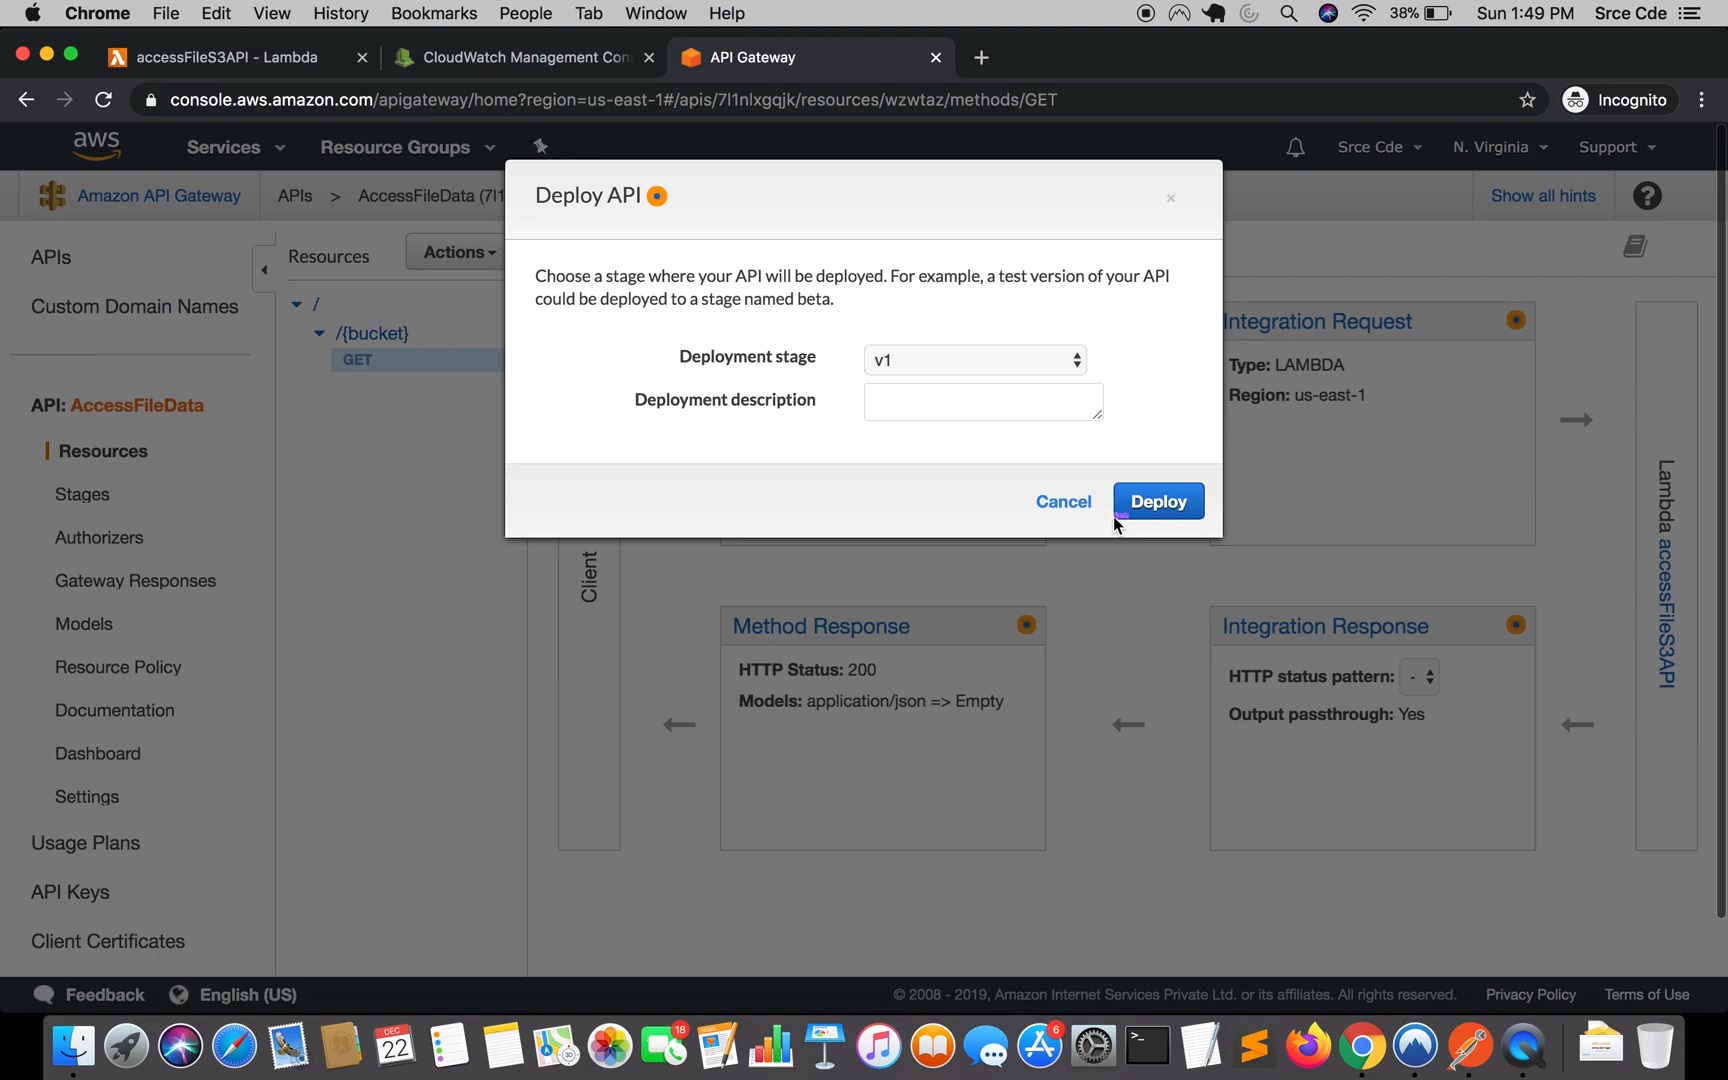 Chrome File Edit View History Bookmarks People Tab Window Help 38% Sun 1:49 PM Srce Cde
accessFileS3API - Lambda CloudWatch Management Con API Gateway
console.aws.amazon.com/apigateway/home?region=us-east-1#/apis/7l1nlxgqjk/resources/wzwtaz/methods/GET Incognito
aws Services Resource Groups Srce Cde N. Virginia Support
Amazon API Gateway APIs > AccessFileData (7l1 Show all hints ?
Deploy API
Choose a stage where your API will be deployed. For example, a test version of your API
could be deployed to a stage named beta.
Deployment stage v1
Deployment description
Cancel Deploy
APIs
Custom Domain Names
API: AccessFileData
Resources
Stages
Authorizers
Gateway Responses
Models
Resource Policy
Documentation
Dashboard
Settings
Usage Plans
API Keys
Client Certificates
Resources Actions
/
/{bucket}
GET
Client
Integration Request
Type: LAMBDA
Region: us-east-1
Method Response
HTTP Status: 200
Models: application/json => Empty
Integration Response
HTTP status pattern: -
Output passthrough: Yes
Lambda accessFileS3API
Feedback English (US) © 2008 - 2019, Amazon Internet Services Private Ltd. or its affiliates. All rights reserved. Privacy Policy Terms of Use
DEC
22
3D
18
6